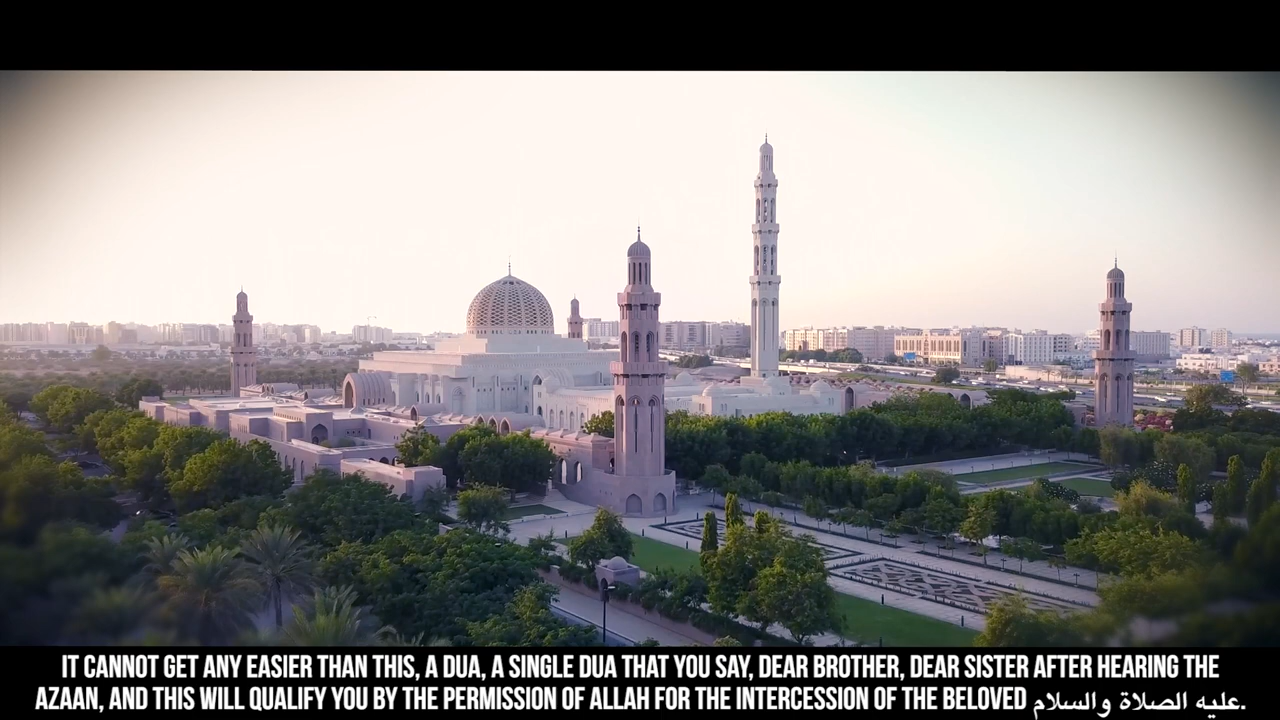 IT CANNOT GET ANY EASIER THAN THIS, A DUA, A SINGLE DUA THAT YOU SAY, DEAR BROTHER, DEAR SISTER AFTER HEARING THE
AZAAN, AND THIS WILL QUALIFY YOU BY THE PERMISSION OF ALLAH FOR THE INTERCESSION OF THE BELOVED عليه الصلاة والسلام.